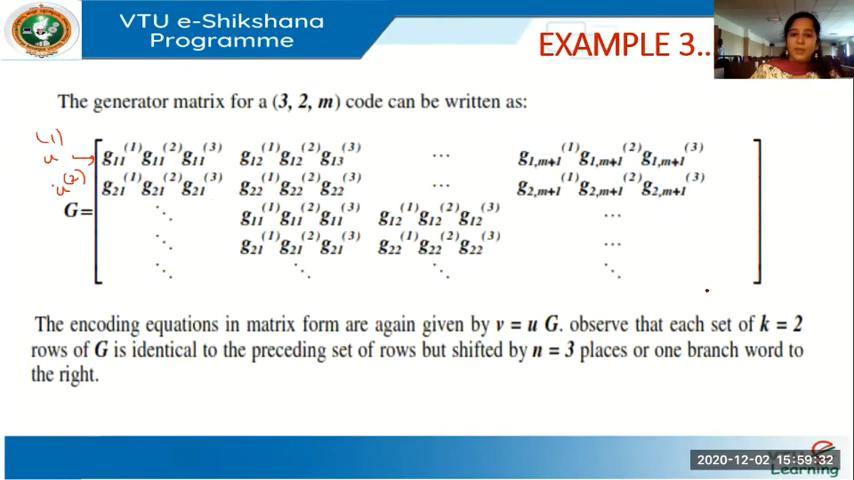 VTU e-Shikshana
Programme
EXAMPLE 3..
The generator matrix for a (3, 2, m) code can be written as:
u(1) →
u(2)
g11(1) g11(2) g11(3) g12(1) g12(2) g13(3) ... g1,m+1(1) g1,m+1(2) g1,m+1(3)
g21(1) g21(2) g21(3) g22(1) g22(2) g22(3) ... g2,m+1(1) g2,m+1(2) g2,m+1(3)
G= ⋱ g11(1) g11(2) g11(3) g12(1) g12(2) g12(3) ...
⋱ g21(1) g21(2) g21(3) g22(1) g22(2) g22(3) ...
⋱ ⋱ ⋱ ⋱
The encoding equations in matrix form are again given by v = u G. observe that each set of k = 2
rows of G is identical to the preceding set of rows but shifted by n = 3 places or one branch word to
the right.
2020-12-02 15:59:32
Learning